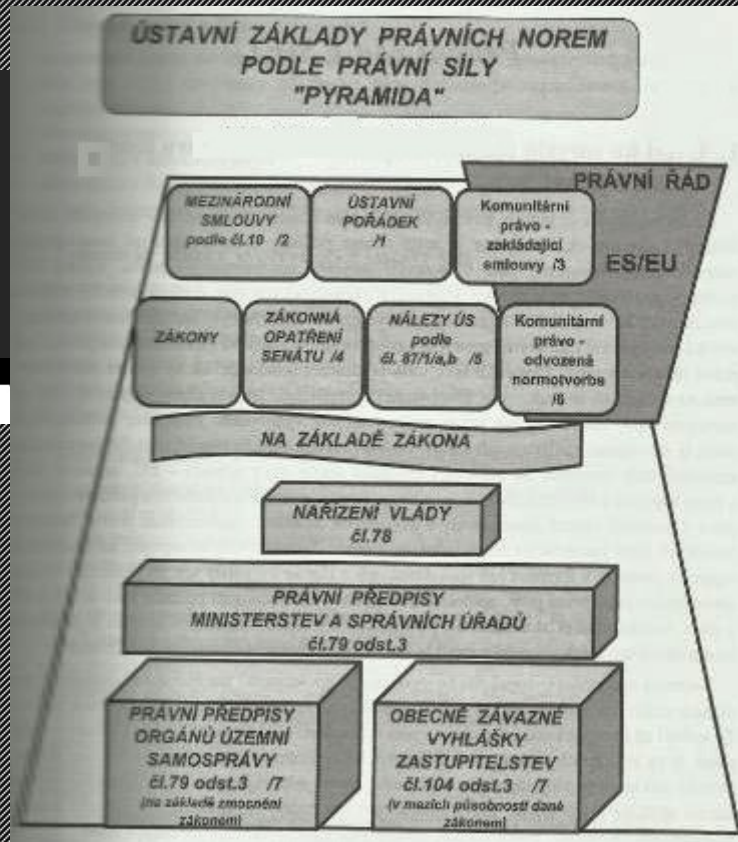 ÚSTAVNÍ ZÁKLADY PRÁVNÍCH NOREM
PODLE PRÁVNÍ SÍLY
"PYRAMIDA"
PRÁVNÍ ŘÁD
ES/EU
MEZINÁRODNÍ
SMLOUVY
podle čl.10 /2
ÚSTAVNÍ
POŘÁDEK
/1
Komunitární
právo -
zakládající
smlouvy /3
ZÁKONY
ZÁKONNÁ
OPATŘENÍ
SENÁTU /4
NÁLEZY ÚS
podle
čl. 87/1/a,b /5
Komunitární
právo -
odvozená
normotvorba
/6
NA ZÁKLADĚ ZÁKONA
NAŘÍZENÍ VLÁDY
čl.78
PRÁVNÍ PŘEDPISY
MINISTERSTEV A SPRÁVNÍCH ÚŘADŮ
čl.79 odst.3
PRÁVNÍ PŘEDPISY
ORGÁNŮ ÚZEMNÍ
SAMOSPRÁVY
čl.79 odst.3 /7
(na základě zmocnění
zákonem)
OBECNĚ ZÁVAZNÉ
VYHLÁŠKY
ZASTUPITELSTEV
čl.104 odst.3 /7
(v mezích působnosti dané
zákonem)